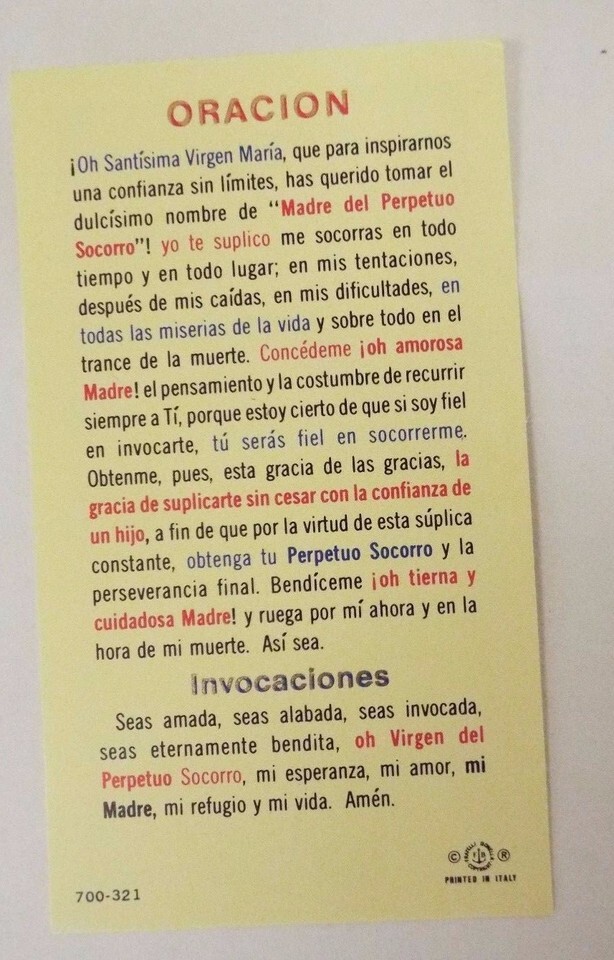 ORACION
¡Oh Santísima Virgen María, que para inspirarnos
una confianza sin límites, has querido tomar el
dulcísimo nombre de "Madre del Perpetuo
Socorro"! yo te suplico me socorras en todo
tiempo y en todo lugar; en mis tentaciones,
después de mis caídas, en mis dificultades, en
todas las miserias de la vida y sobre todo en el
trance de la muerte. Concédeme ¡oh amorosa
Madre! el pensamiento y la costumbre de recurrir
siempre a Tí, porque estoy cierto de que si soy fiel
en invocarte, tú serás fiel en socorrerme.
Obtenme, pues, esta gracia de las gracias, la
gracia de suplicarte sin cesar con la confianza de
un hijo, a fin de que por la virtud de esta súplica
constante, obtenga tu Perpetuo Socorro y la
perseverancia final. Bendíceme ¡oh tierna y
cuidadosa Madre! y ruega por mí ahora y en la
hora de mi muerte. Así sea.
Invocaciones
Seas amada, seas alabada, seas invocada,
seas eternamente bendita, oh Virgen del
Perpetuo Socorro, mi esperanza, mi amor, mi
Madre, mi refugio y mi vida. Amén.
© ®
PRINTED IN ITALY
700-321